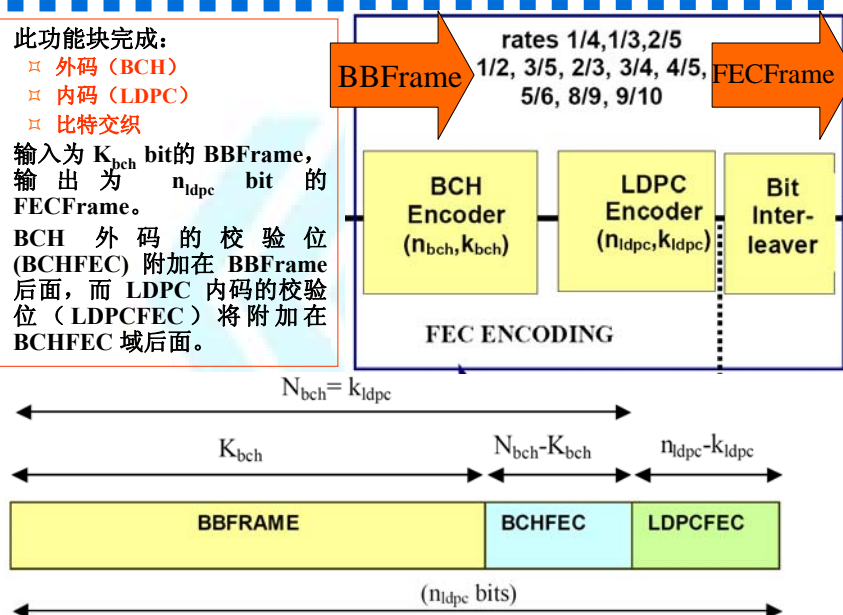 此功能块完成：
¤ 外码（BCH）
¤ 内码（LDPC）
¤ 比特交织
输入为 Kbch bit的 BBFrame，
输出为 nldpc bit 的
FECFrame。
BCH 外码的校验位
(BCHFEC) 附加在 BBFrame
后面，而 LDPC 内码的校验
位（LDPCFEC）将附加在
BCHFEC 域后面。
BBFrame
rates 1/4,1/3,2/5
1/2, 3/5, 2/3, 3/4, 4/5,
5/6, 8/9, 9/10
FECFrame
BCH
Encoder
(nbch,kbch)
LDPC
Encoder
(nldpc,kldpc)
Bit
Inter-
leaver
FEC ENCODING
Nbch= kldpc
Kbch
Nbch-Kbch
nldpc-kldpc
BBFRAME
BCHFEC
LDPCFEC
(nldpc bits)